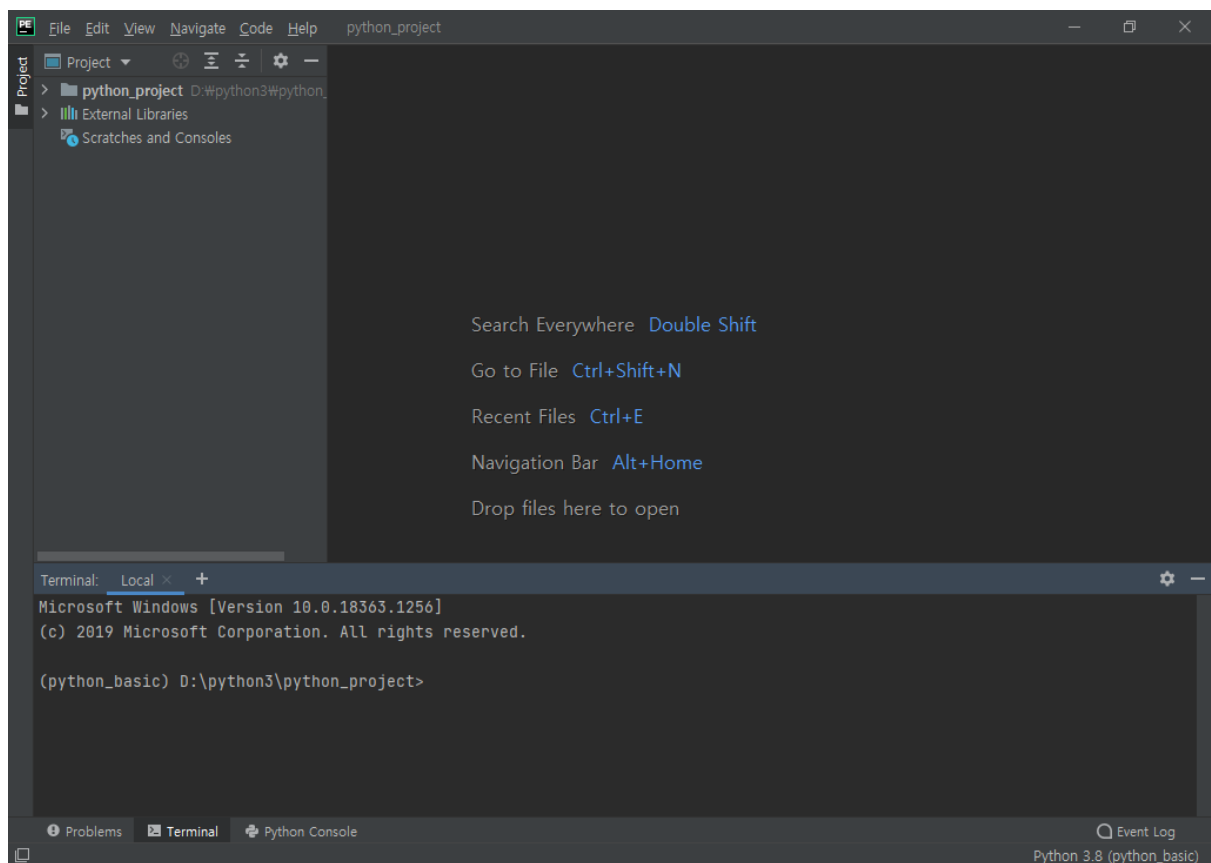 PE File Edit View Navigate Code Help python_project
Project
Project
python_project D:₩python3₩python_
External Libraries
Scratches and Consoles
Search Everywhere Double Shift
Go to File Ctrl+Shift+N
Recent Files Ctrl+E
Navigation Bar Alt+Home
Drop files here to open
Terminal: Local × +
Microsoft Windows [Version 10.0.18363.1256]
(c) 2019 Microsoft Corporation. All rights reserved.
(python_basic) D:\python3\python_project>
Problems Terminal Python Console Event Log
Python 3.8 (python_basic)